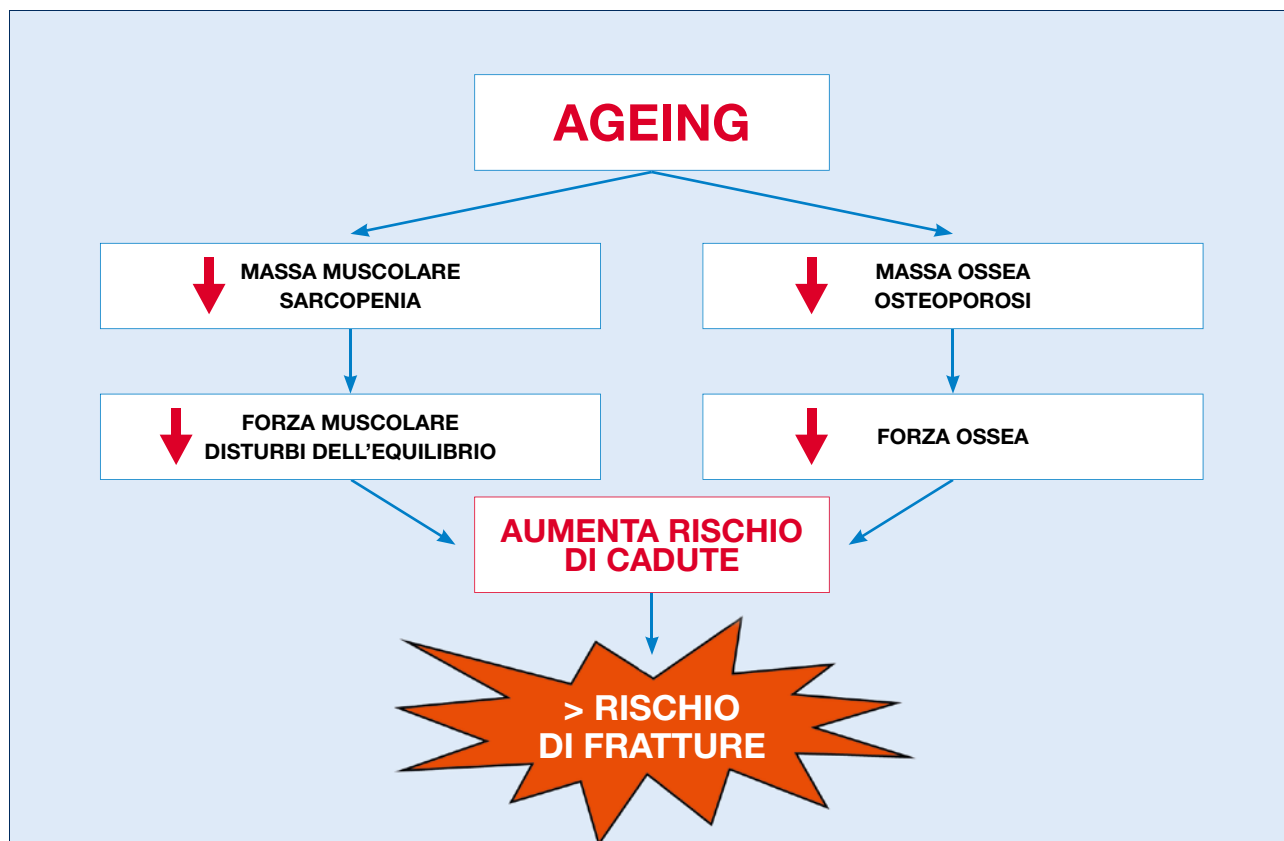 AGEING
MASSA MUSCOLARE
SARCOPENIA
MASSA OSSEA
OSTEOPOROSI
FORZA MUSCOLARE
DISTURBI DELL’EQUILIBRIO
FORZA OSSEA
AUMENTA RISCHIO
DI CADUTE
> RISCHIO
DI FRATTURE